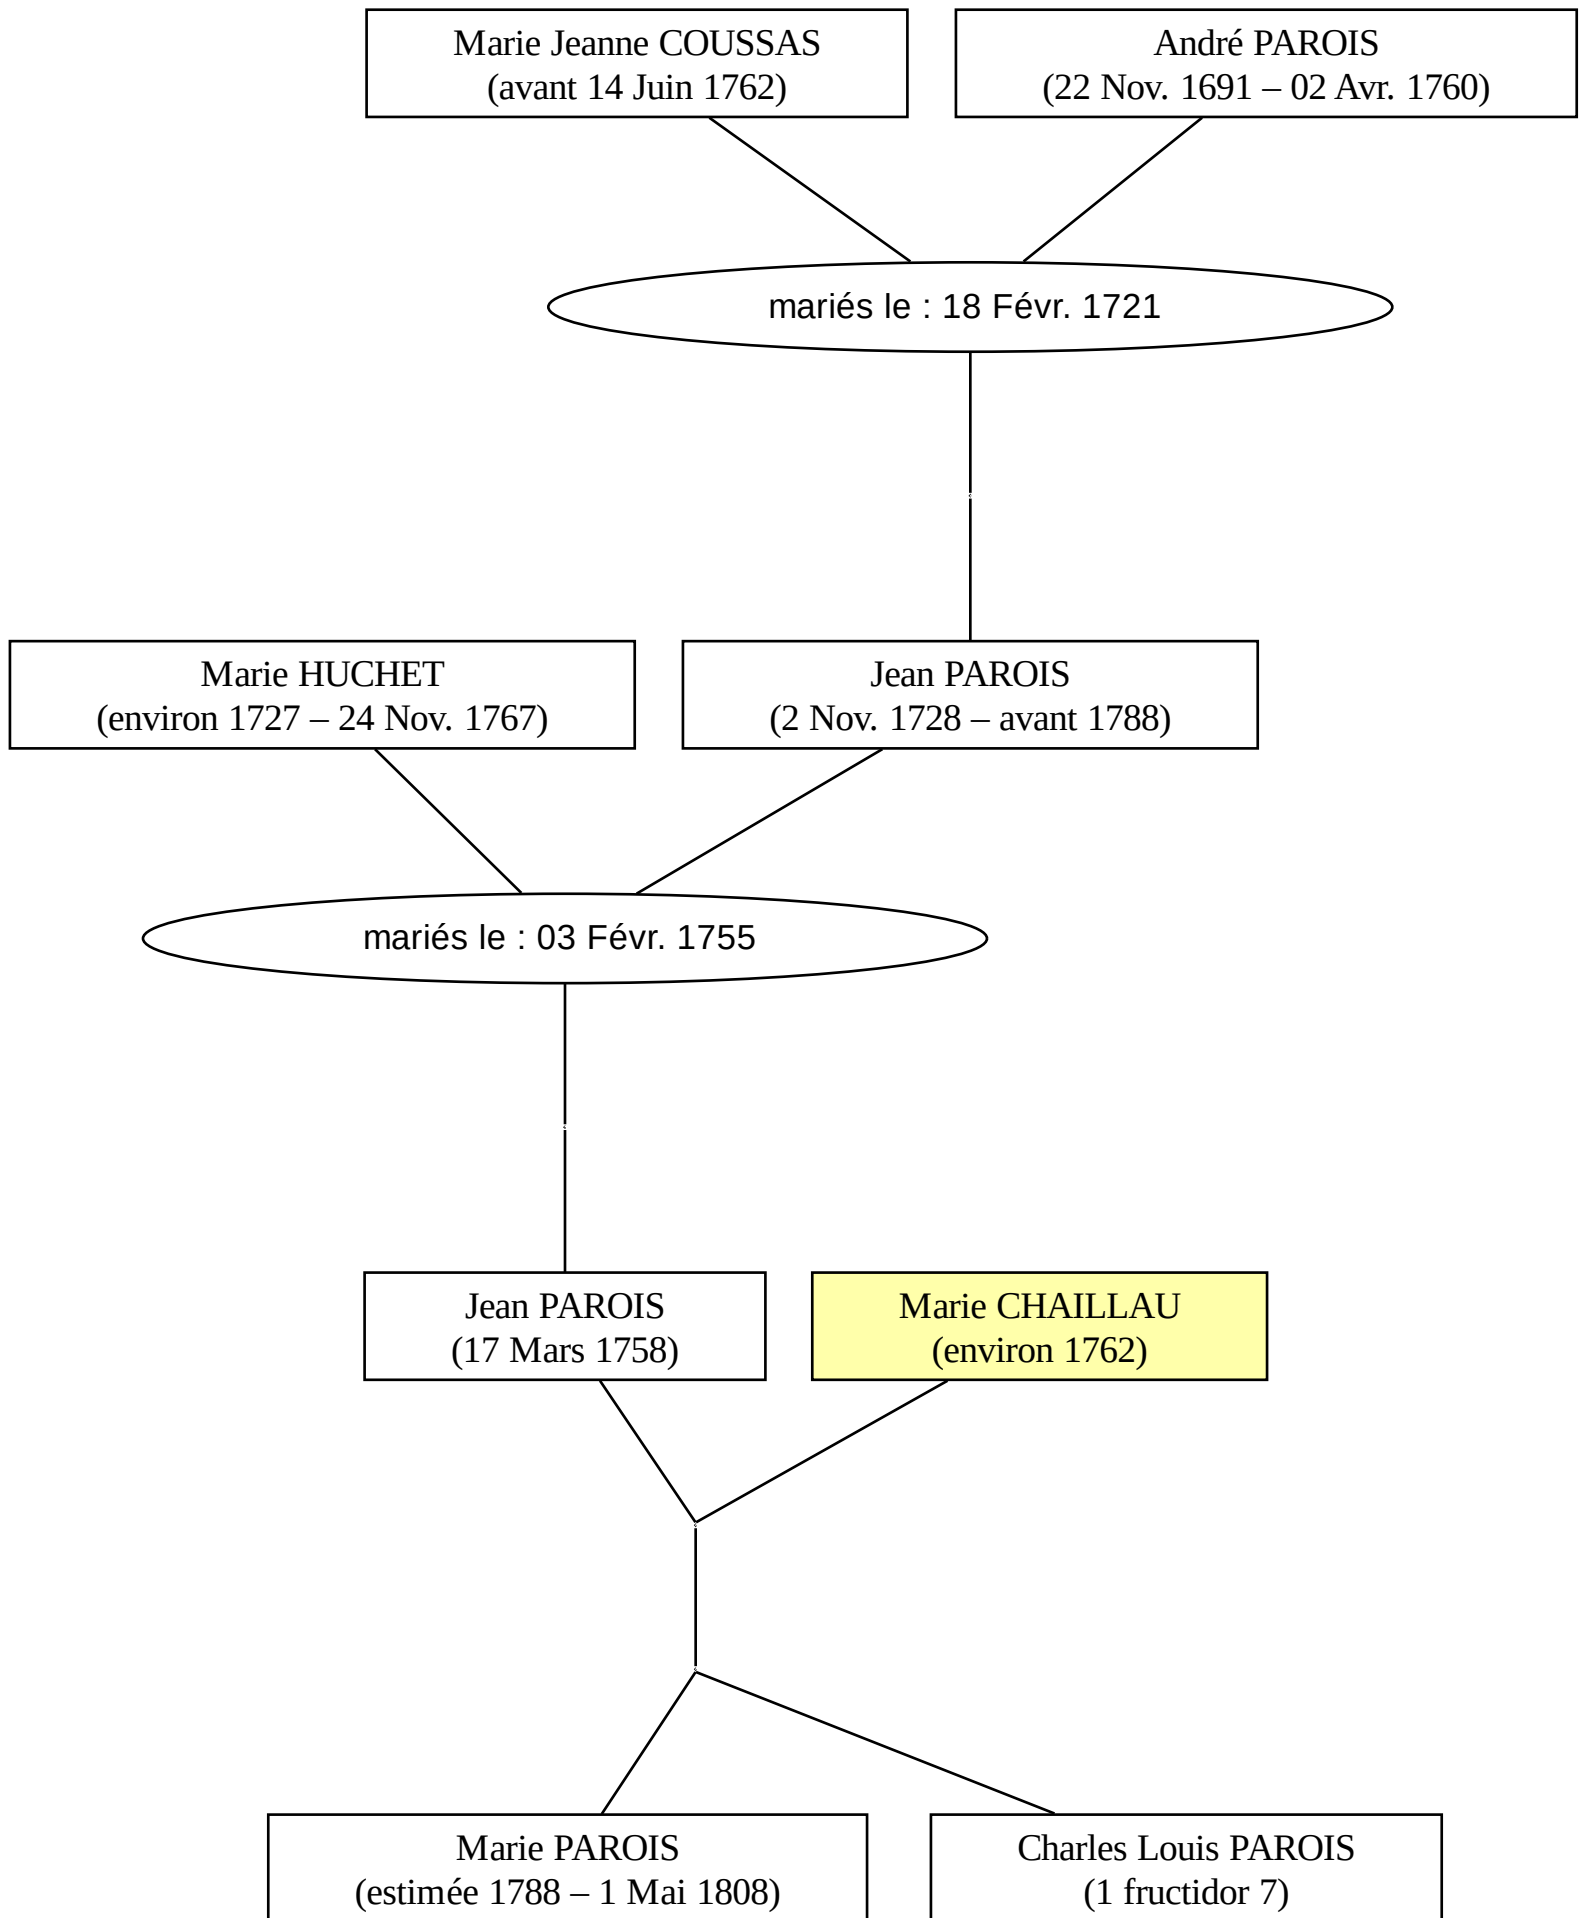 Marie Jeanne COUSSAS
(avant 14 Juin 1762)
André PAROIS
(22 Nov. 1691 – 02 Avr. 1760)
mariés le : 18 Févr. 1721
Marie HUCHET
(environ 1727 – 24 Nov. 1767)
Jean PAROIS
(2 Nov. 1728 – avant 1788)
mariés le : 03 Févr. 1755
Jean PAROIS
(17 Mars 1758)
Marie CHAILLAU
(environ 1762)
Marie PAROIS
(estimée 1788 – 1 Mai 1808)
Charles Louis PAROIS
(1 fructidor 7)